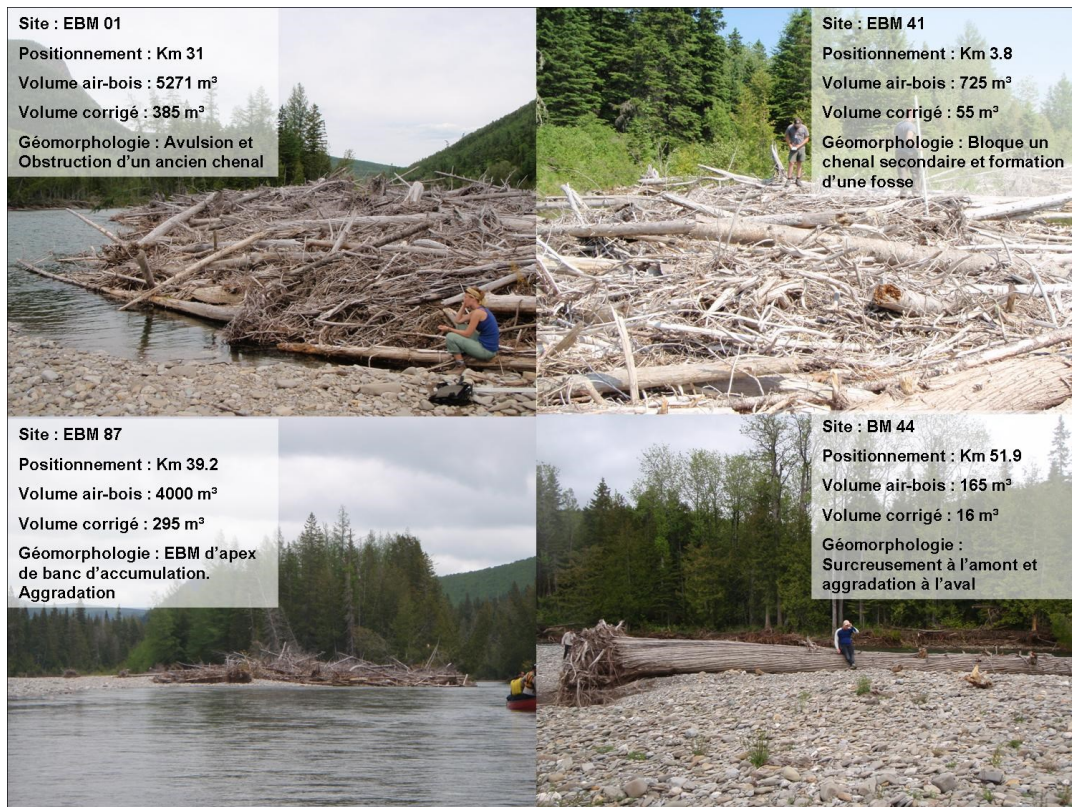 Site : EBM 01
Positionnement : Km 31
Volume air-bois : 5271 m³
Volume corrigé : 385 m³
Géomorphologie : Avulsion et
Obstruction d'un ancien chenal
Site : EBM 41
Positionnement : Km 3.8
Volume air-bois : 725 m³
Volume corrigé : 55 m³
Géomorphologie : Bloque un
chenal secondaire et formation
d'une fosse
Site : EBM 87
Positionnement : Km 39.2
Volume air-bois : 4000 m³
Volume corrigé : 295 m³
Géomorphologie : EBM d'apex
de banc d'accumulation.
Aggradation
Site : BM 44
Positionnement : Km 51.9
Volume air-bois : 165 m³
Volume corrigé : 16 m³
Géomorphologie :
Surcreusement à l'amont et
aggradation à l'aval